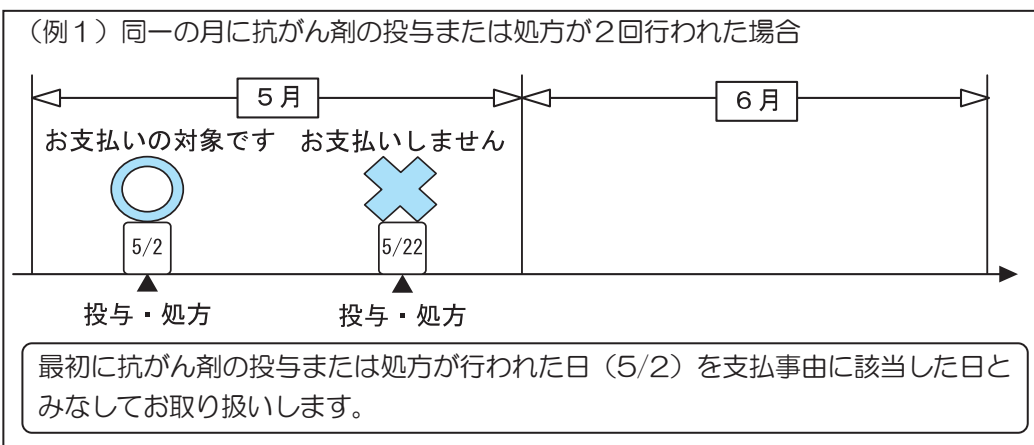 （例１）同一の月に抗がん剤の投与または処方が２回行われた場合
５月
６月
お支払いの対象です
お支払いしません
5/2
5/22
投与・処方
投与・処方
最初に抗がん剤の投与または処方が行われた日（5/2）を支払事由に該当した日と
みなしてお取り扱いします。